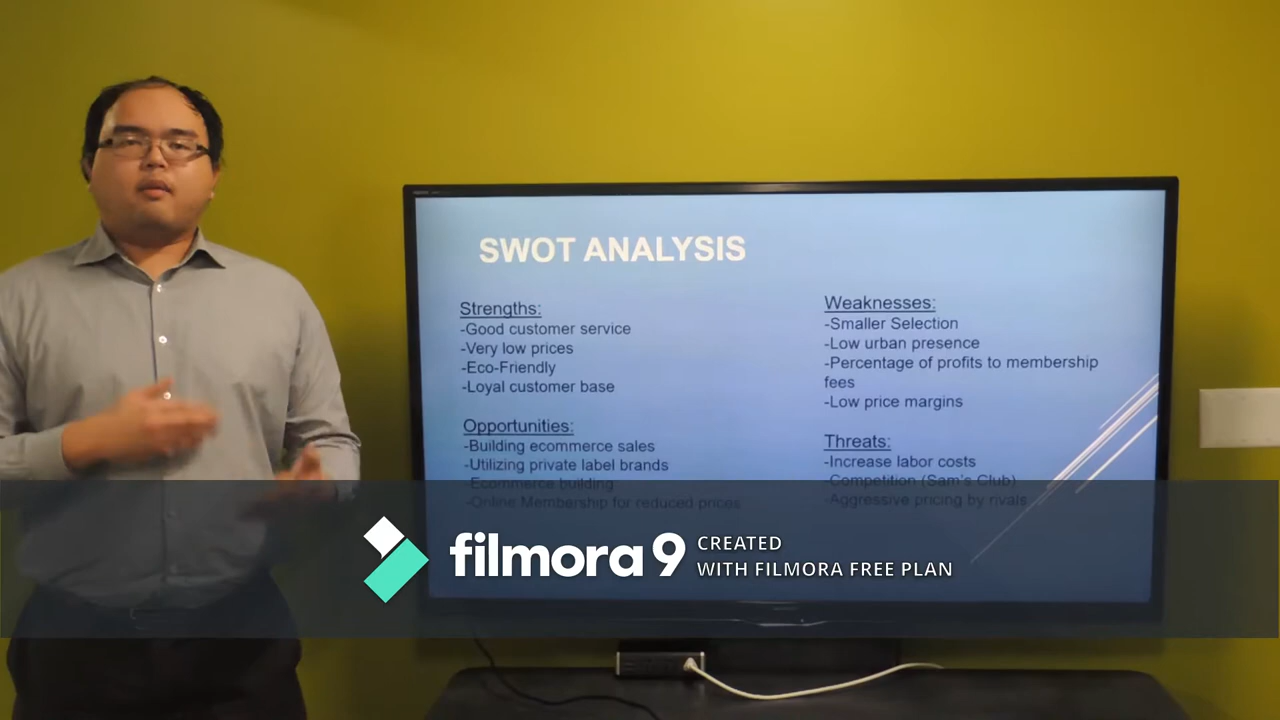 SWOT ANALYSIS
Strengths:
-Good customer service
-Very low prices
-Eco-Friendly
-Loyal customer base
Opportunities:
-Building ecommerce sales
-Utilizing private label brands
-Ecommerce building
-Online Membership for reduced prices
Weaknesses:
-Smaller Selection
-Low urban presence
-Percentage of profits to membership
fees
-Low price margins
Threats:
-Increase labor costs
-Competition (Sam's Club)
-Aggressive pricing by rivals
filmora 9
CREATED
WITH FILMORA FREE PLAN